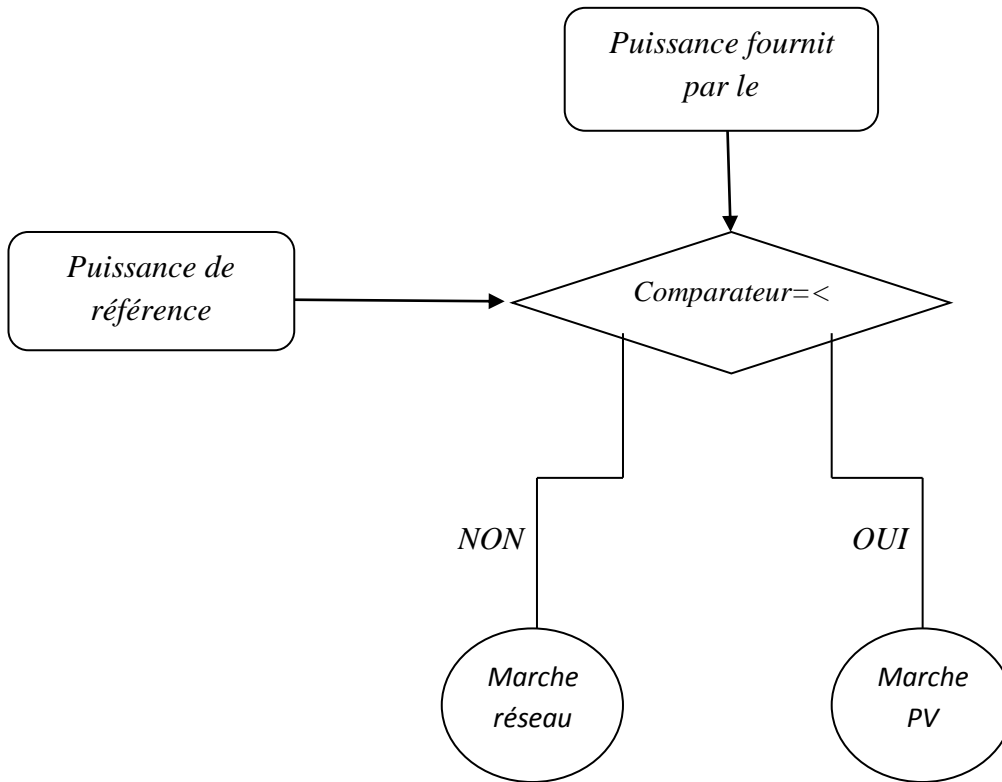 Puissance fournit
par le
Puissance de
référence
Comparateur=<
NON
OUI
Marche
réseau
Marche
PV